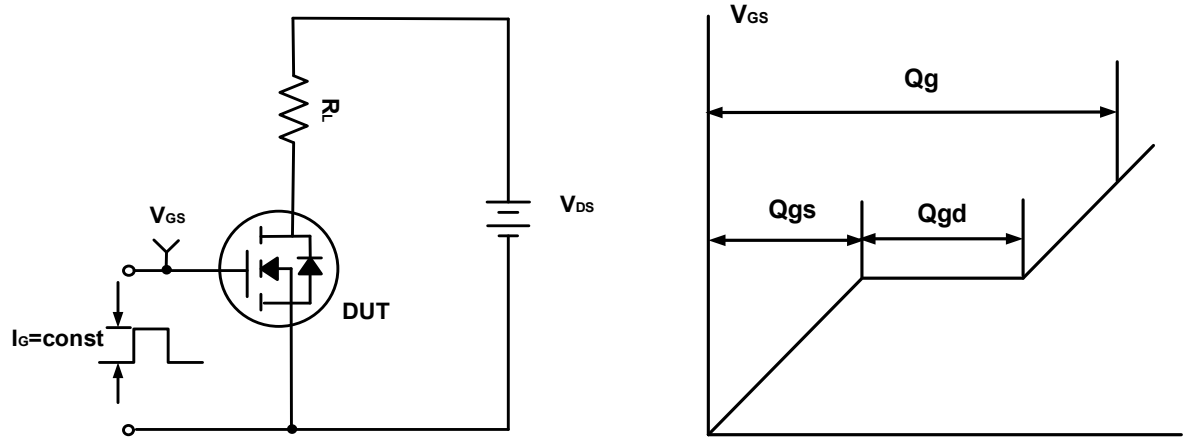 RL
VGS
VDS
DUT
IG=const
VGS
Qg
Qgs
Qgd